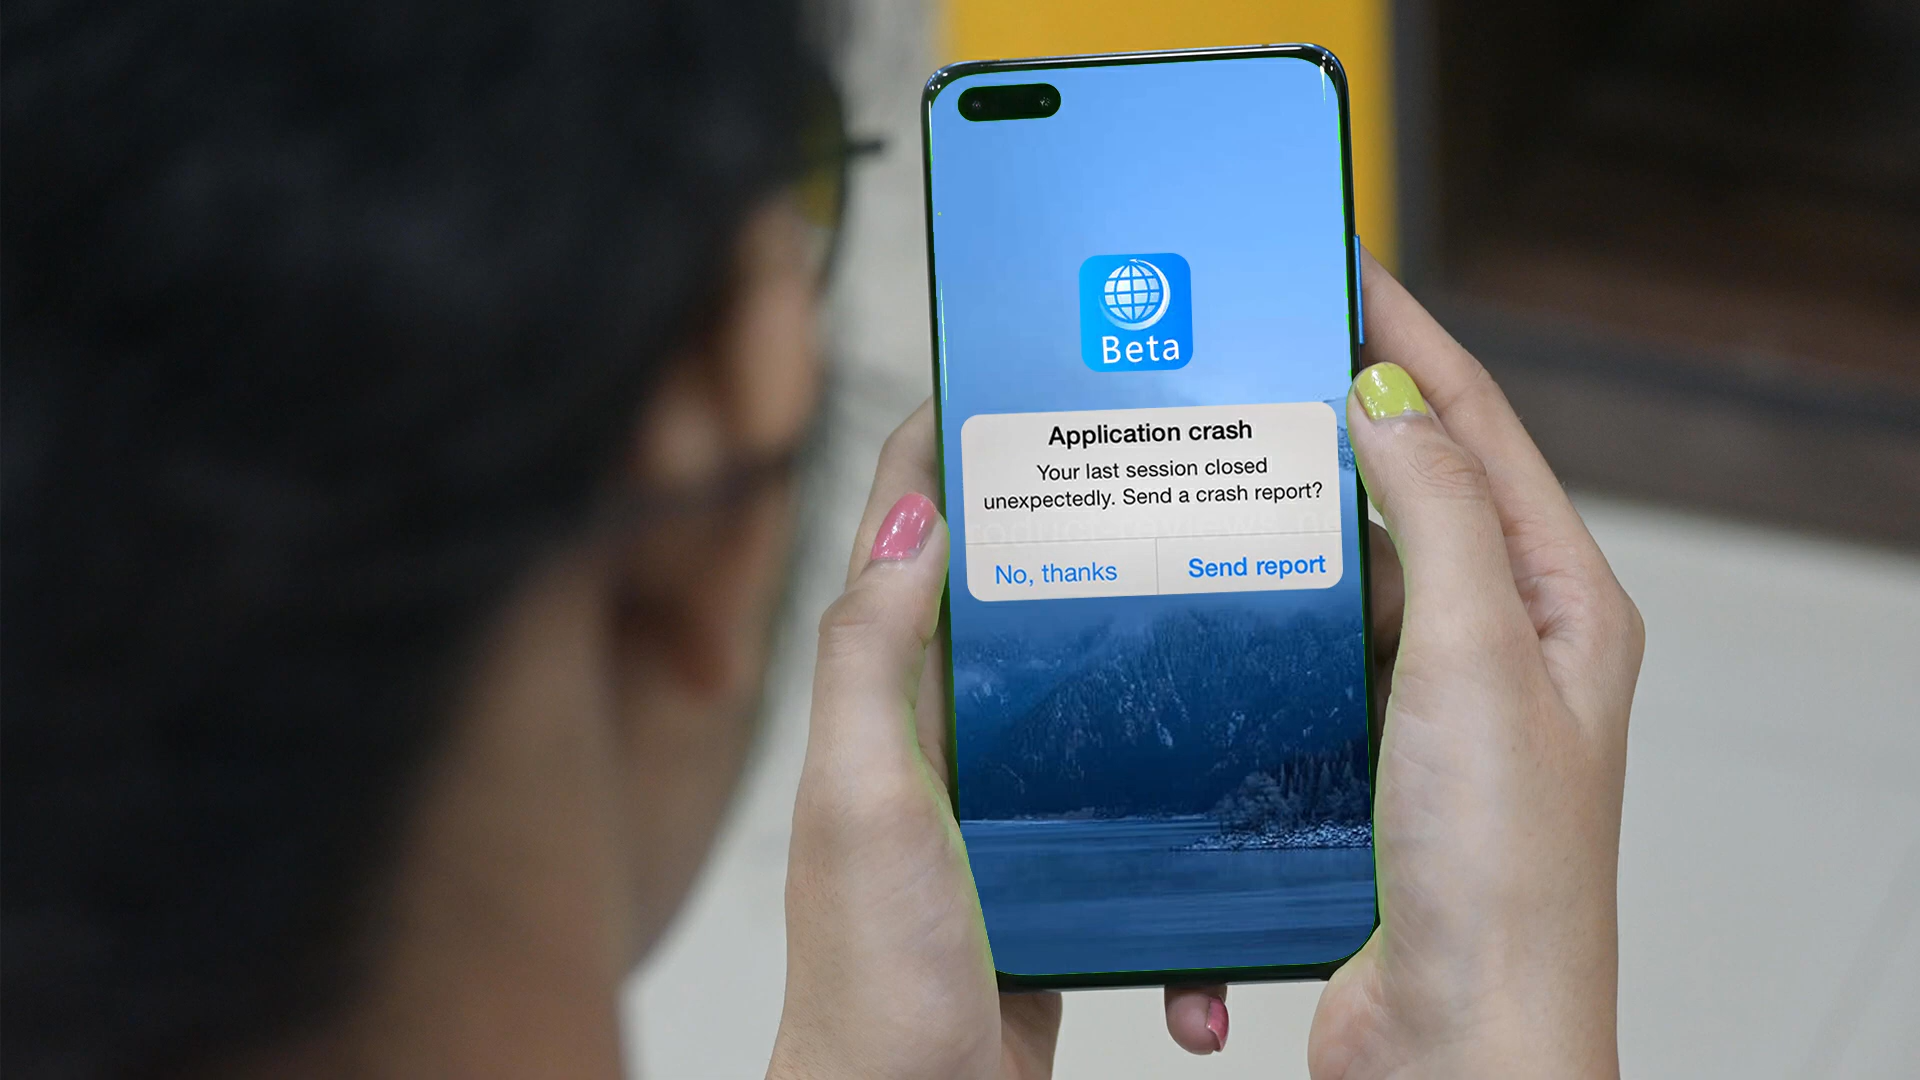 Beta
Application crash
Your last session closed
unexpectedly. Send a crash report?
No, thanks
Send report